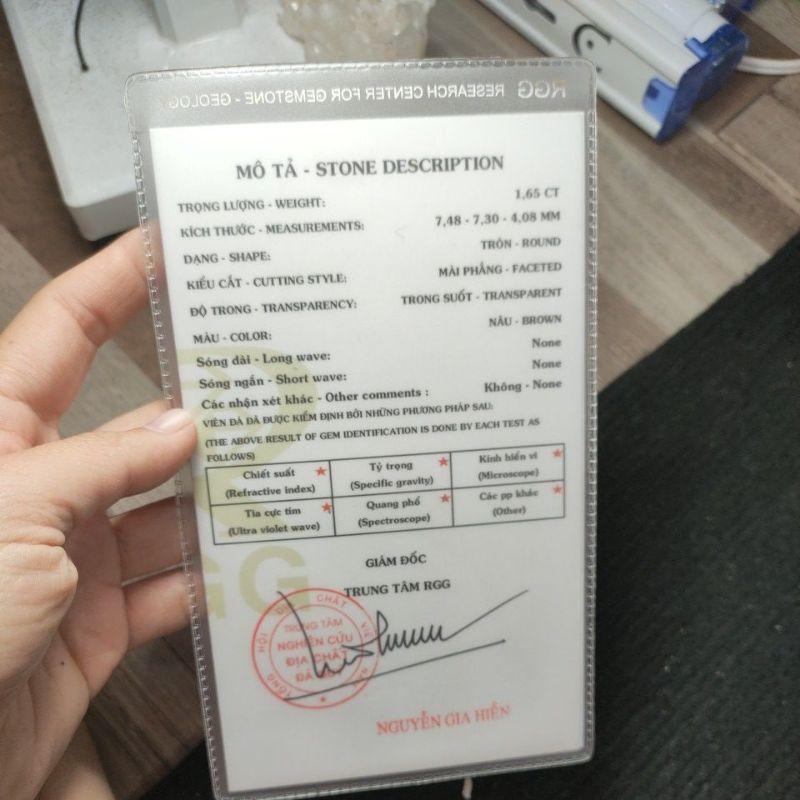 RGG RESEARCH CENTER FOR GEMSTONE - GEOLOG
MÔ TẢ - STONE DESCRIPTION
TRỌNG LƯỢNG - WEIGHT: 1,65 CT
KÍCH THƯỚC - MEASUREMENTS: 7,48 - 7,30 - 4,08 MM
DẠNG - SHAPE: TRÒN - ROUND
KIỂU CẮT - CUTTING STYLE: MÀI PHẲNG - FACETED
ĐỘ TRONG - TRANSPARENCY: TRONG SUỐT - TRANSPARENT
MÀU - COLOR: NÂU - BROWN
Sóng dài - Long wave: None
Sóng ngắn - Short wave: None
Các nhận xét khác - Other comments : Không - None
VIÊN ĐÁ ĐÃ ĐƯỢC KIỂM ĐỊNH BỞI NHỮNG PHƯƠNG PHÁP SAU:
(THE ABOVE RESULT OF GEM IDENTIFICATION IS DONE BY EACH TEST AS
FOLLOWS)
Chiết suất Tỷ trọng Kính hiển vi
(Refractive index) (Specific gravity) (Microscope)
Tia cực tím Quang phổ Các pp khác
(Ultra violet wave) (Spectroscope) (Other)
GIÁM ĐỐC
TRUNG TÂM RGG
TỔNG HỘI ĐỊA CHẤT
TRUNG TÂM
NGHIÊN CỨU
ĐỊA CHẤT
NGUYỄN GIA HIỀN